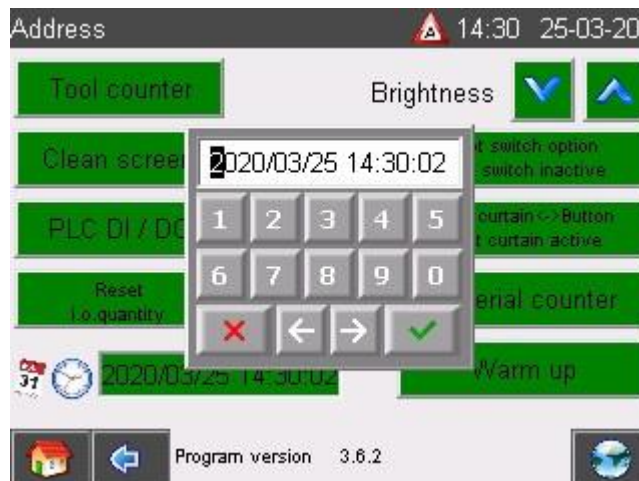 Address 14:30 25-03-20
Tool counter Brightness
Clean scree t switch option
switch inactive
2020/03/25 14:30:02
PLC DI / DO curtain<->Button
t curtain active
1 2 3 4 5
6 7 8 9 0
Reset
i.o.quantity
erial counter
31 2020/03/25 14:30:02
Warm up
Program version 3.6.2